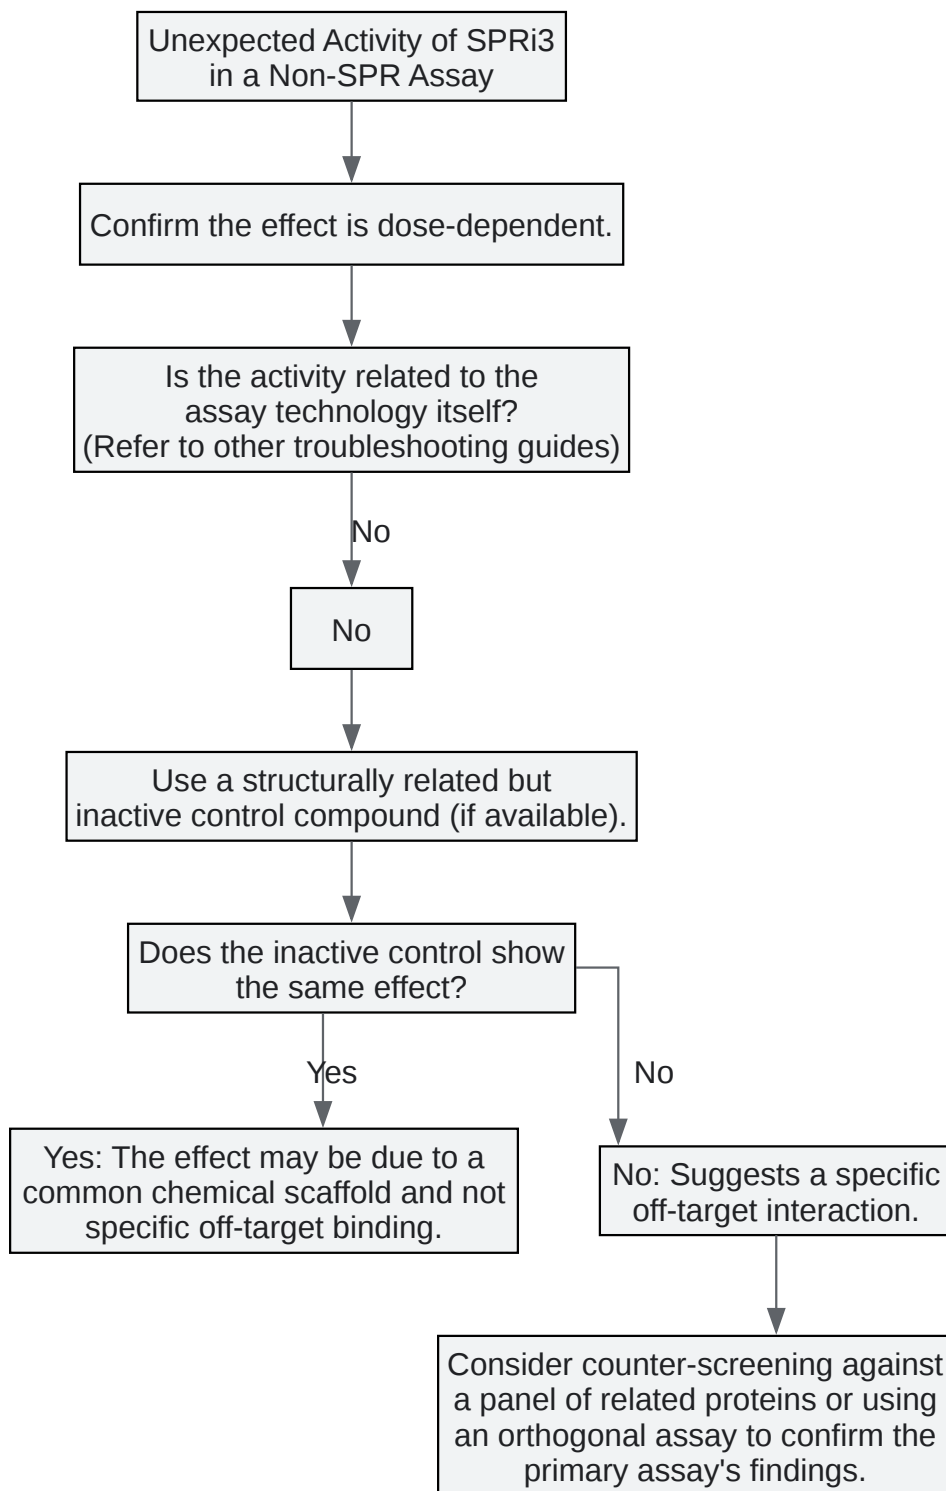 Unexpected Activity of SPRi3
in a Non-SPR Assay
Confirm the effect is dose-dependent.
Is the activity related to the
assay technology itself?
(Refer to other troubleshooting guides)
No
No
Use a structurally related but
inactive control compound (if available).
Does the inactive control show
the same effect?
Yes
No
Yes: The effect may be due to a
common chemical scaffold and not
specific off-target binding.
No: Suggests a specific
off-target interaction.
Consider counter-screening against
a panel of related proteins or using
an orthogonal assay to confirm the
primary assay's findings.